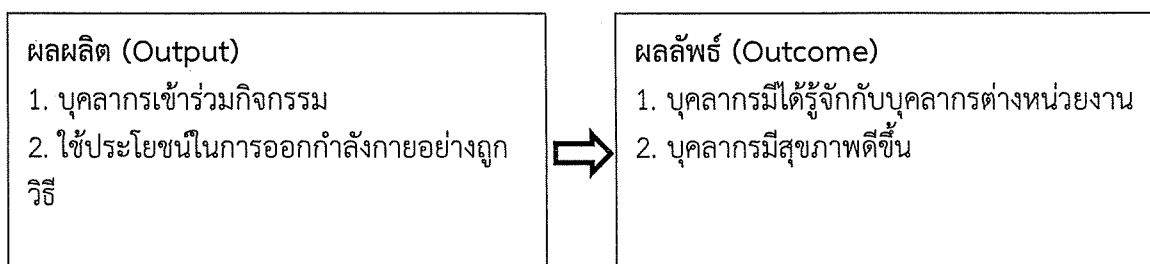 ผลผลิต (Output)
1. บุคลากรเข้าร่วมกิจกรรม
2. ใช้ประโยชน์ในการออกกำลังกายอย่างถูก
วิธี
ผลลัพธ์ (Outcome)
1. บุคลากรมีได้รู้จักกับบุคลากรต่างหน่วยงาน
2. บุคลากรมีสุขภาพดีขึ้น